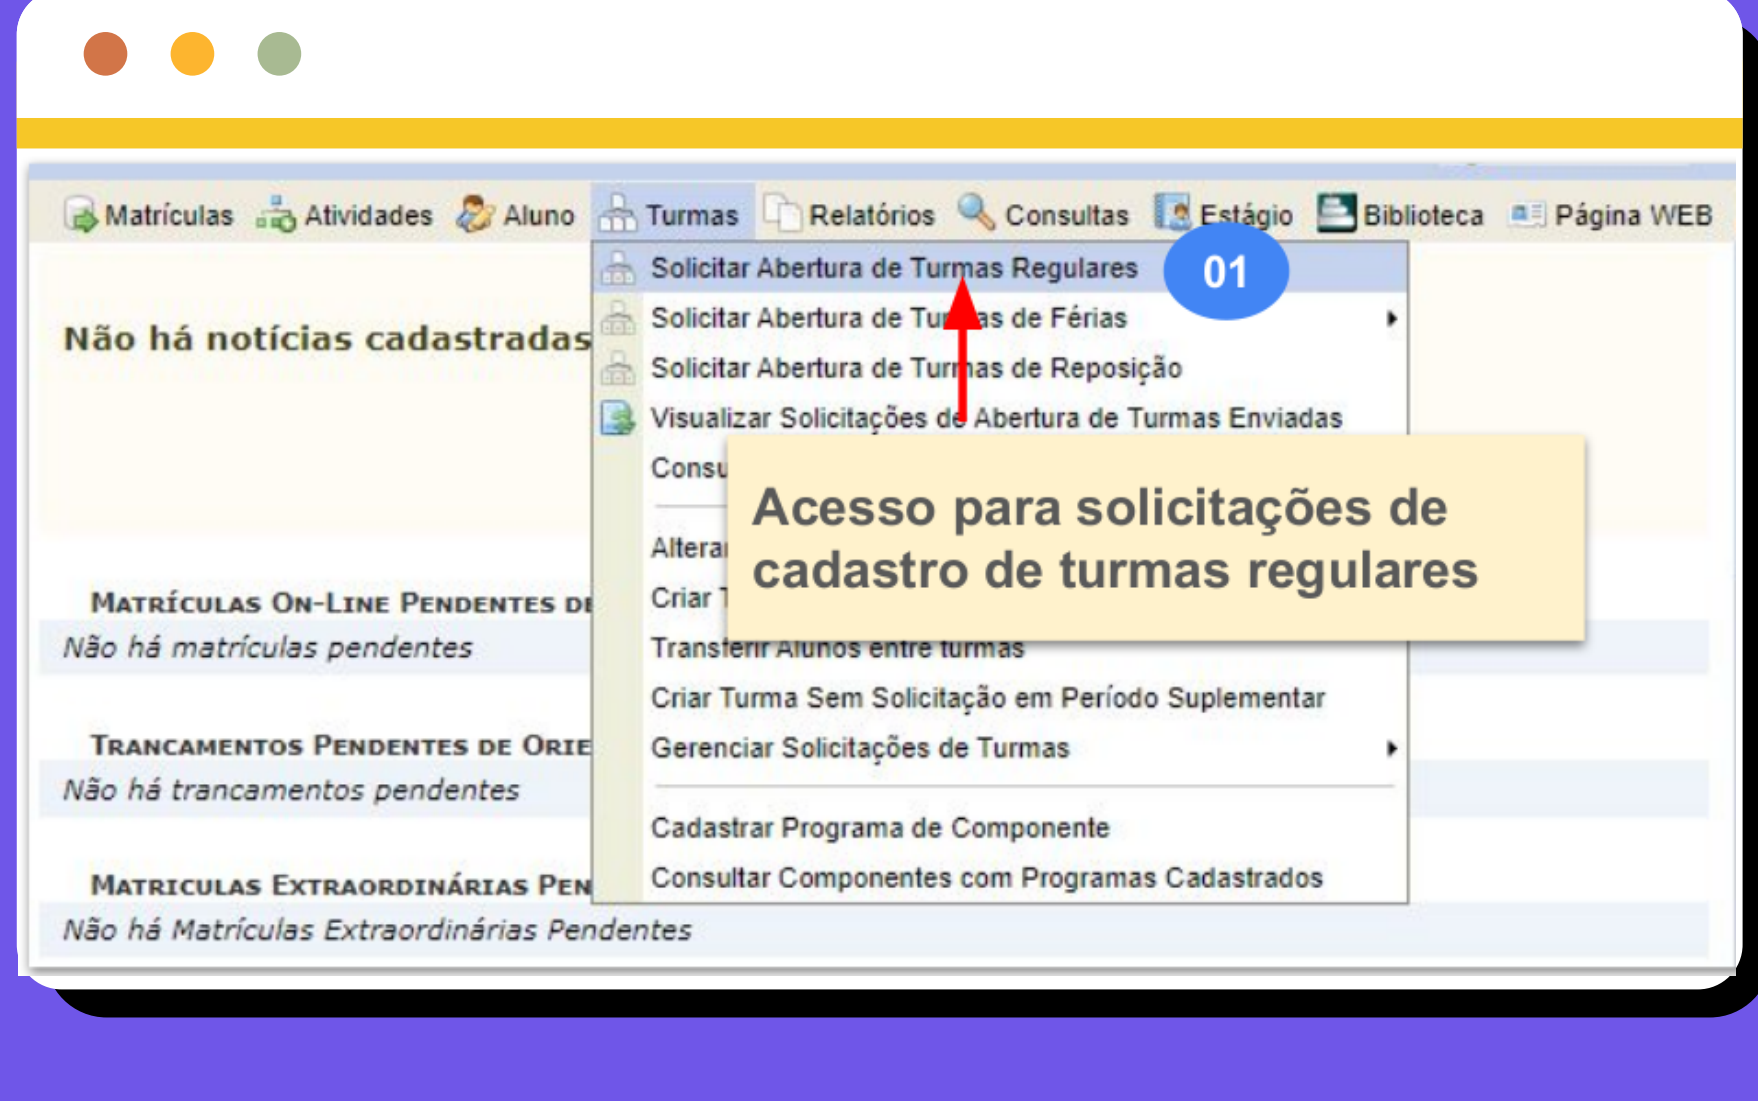 Matrículas Atividades Aluno Turmas Relatórios Consultas Estágio Biblioteca Página WEB
Solicitar Abertura de Turmas Regulares
01
Solicitar Abertura de Turmas de Férias
Não há notícias cadastradas
Solicitar Abertura de Turmas de Reposição
Visualizar Solicitações de Abertura de Turmas Enviadas
Acesso para solicitações de
cadastro de turmas regulares
Criar
Transferir Alunos entre turmas
Criar Turma Sem Solicitação em Período Suplementar
Gerenciar Solicitações de Turmas
Cadastrar Programa de Componente
Consultar Componentes com Programas Cadastrados
MATRÍCULAS ON-LINE PENDENTES DE
Não há matrículas pendentes
TRANCAMENTOS PENDENTES DE ORIE
Não há trancamentos pendentes
MATRICULAS EXTRAORDINÁRIAS PEN
Não há Matrículas Extraordinárias Pendentes